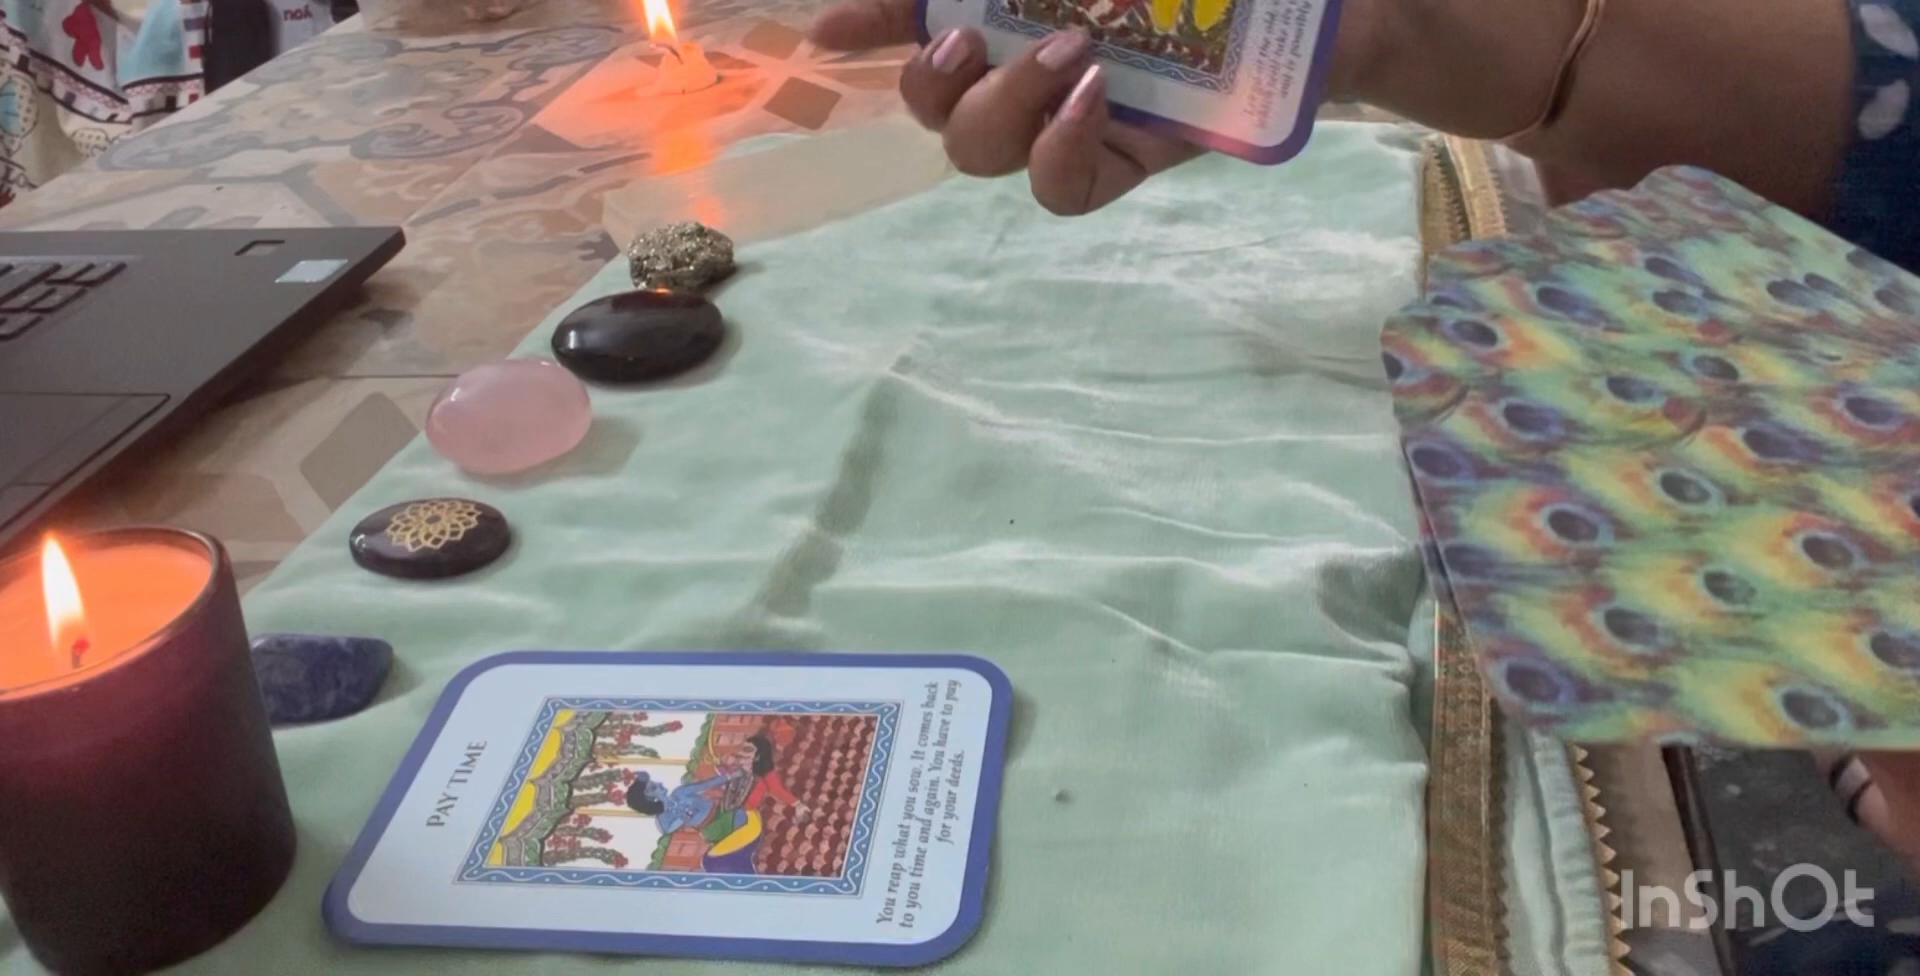 PAY TIME
You reap what you sow. It comes back
to you time and again. You have to pay
for your deeds.
You
InShOt